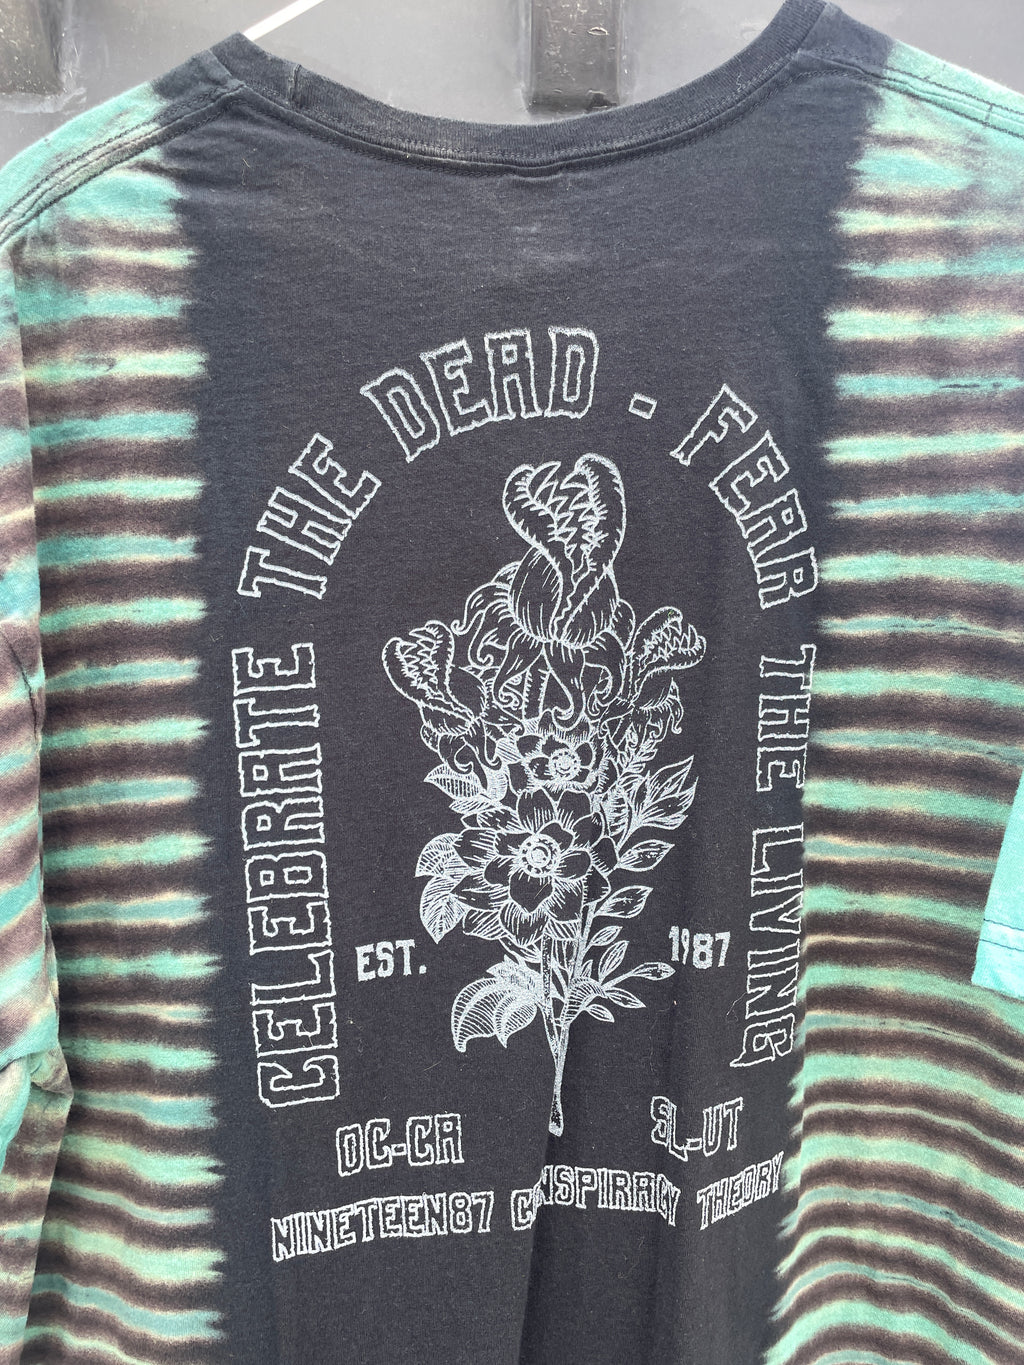 CELEBRATE THE DEAD - FEAR THE LIVING
EST. 1987
OC-CA SL-UT
NINETEEN87 CONSPIRACY THEORY